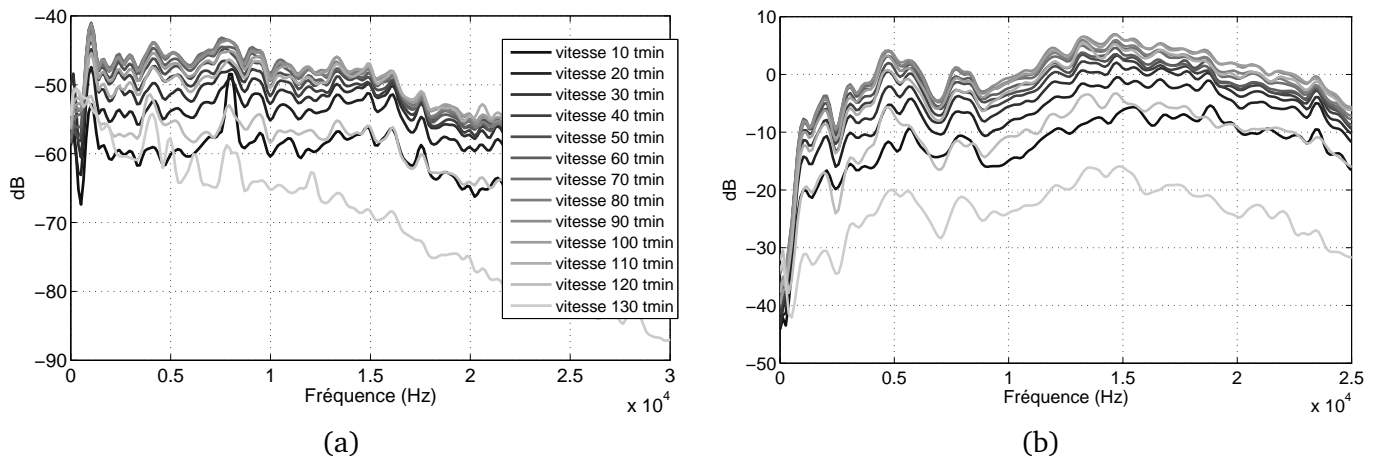 −40
−50
−60
−70
−80
−90
dB
0
0.5
1
1.5
2
2.5
3
x 10⁴
Fréquence (Hz)
vitesse 10 tmin
vitesse 20 tmin
vitesse 30 tmin
vitesse 40 tmin
vitesse 50 tmin
vitesse 60 tmin
vitesse 70 tmin
vitesse 80 tmin
vitesse 90 tmin
vitesse 100 tmin
vitesse 110 tmin
vitesse 120 tmin
vitesse 130 tmin
(a)
10
0
−10
−20
−30
−40
−50
dB
0
0.5
1
1.5
2
2.5
x 10⁴
Fréquence (Hz)
(b)